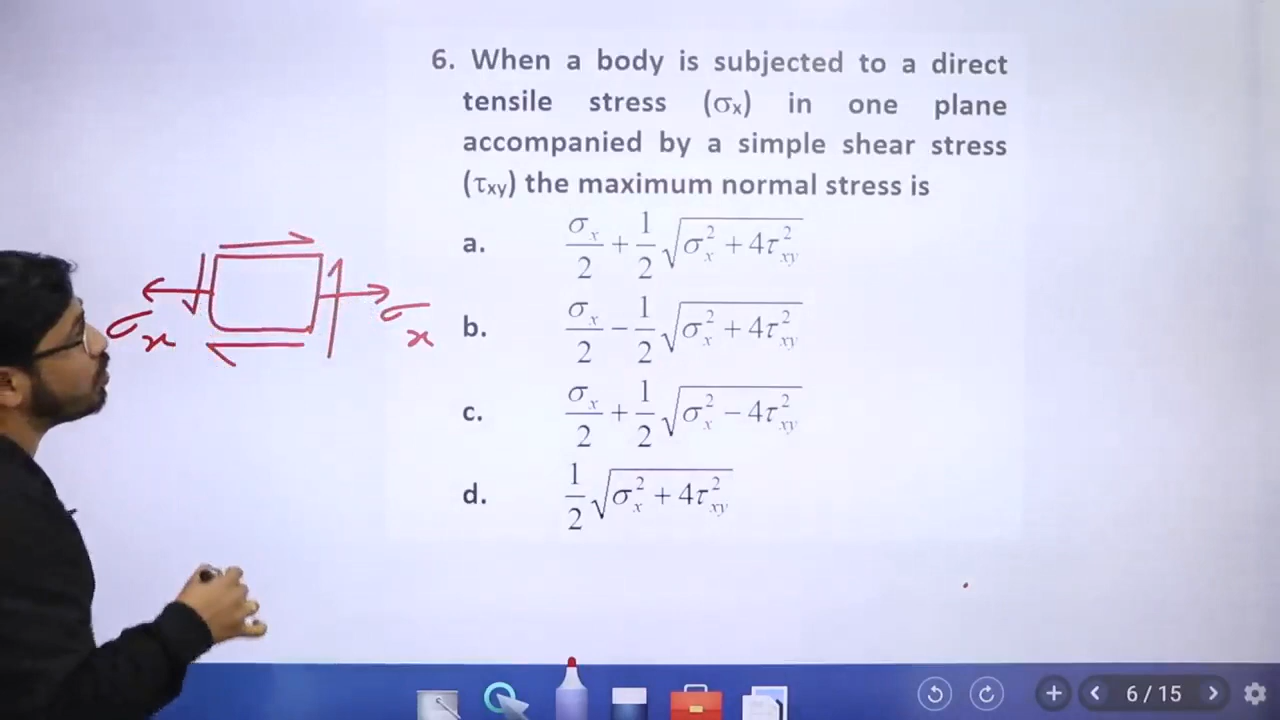 6. When a body is subjected to a direct
tensile stress (σx) in one plane
accompanied by a simple shear stress
(τxy) the maximum normal stress is
a. σx/2 + 1/2 √(σx² + 4τxy²)
b. σx/2 − 1/2 √(σx² + 4τxy²)
c. σx/2 + 1/2 √(σx² − 4τxy²)
d. 1/2 √(σx² + 4τxy²)
σx
σx
6 / 15